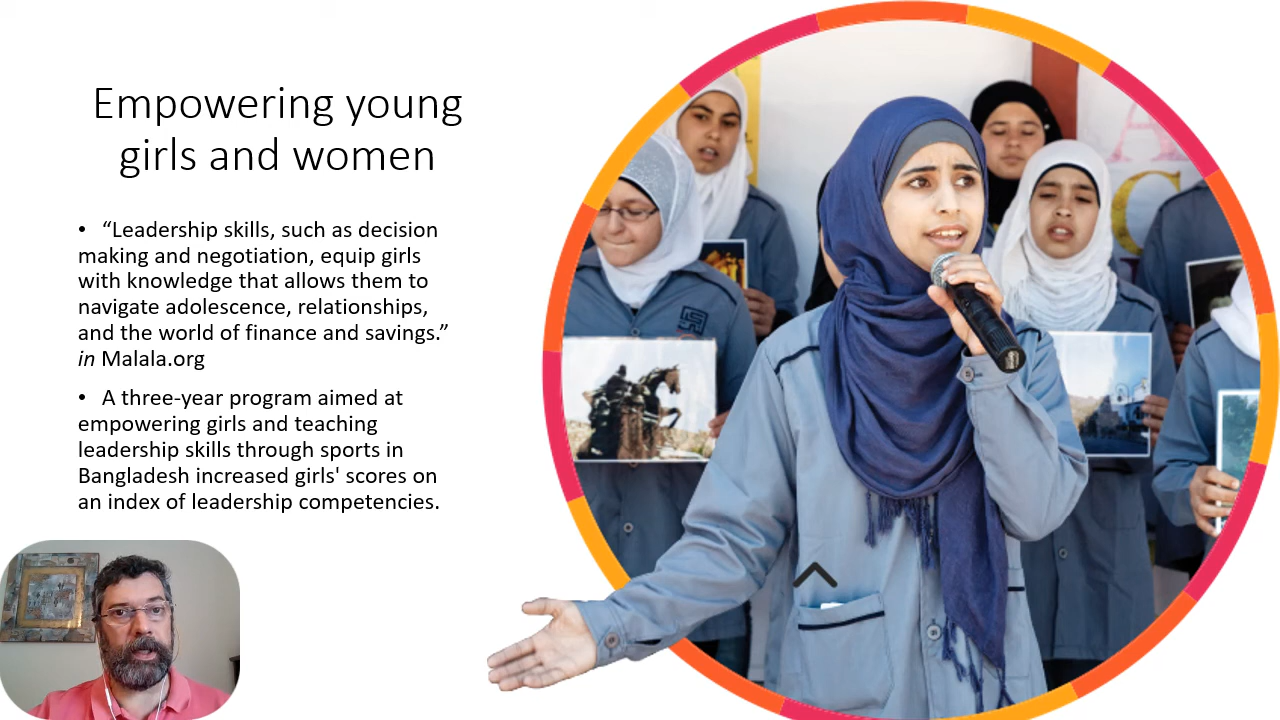 Empowering young
girls and women
• “Leadership skills, such as decision
making and negotiation, equip girls
with knowledge that allows them to
navigate adolescence, relationships,
and the world of finance and savings.”
in Malala.org
• A three-year program aimed at
empowering girls and teaching
leadership skills through sports in
Bangladesh increased girls' scores on
an index of leadership competencies.